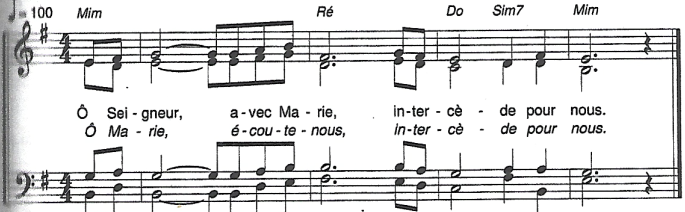 ♩= 100 Mim Ré Do Sim7 Mim
Ô Sei - gneur, a - vec Ma - rie, in - ter - cè - de pour nous.
Ô Ma - rie, é - cou - te - nous, in - ter - cè - de pour nous.